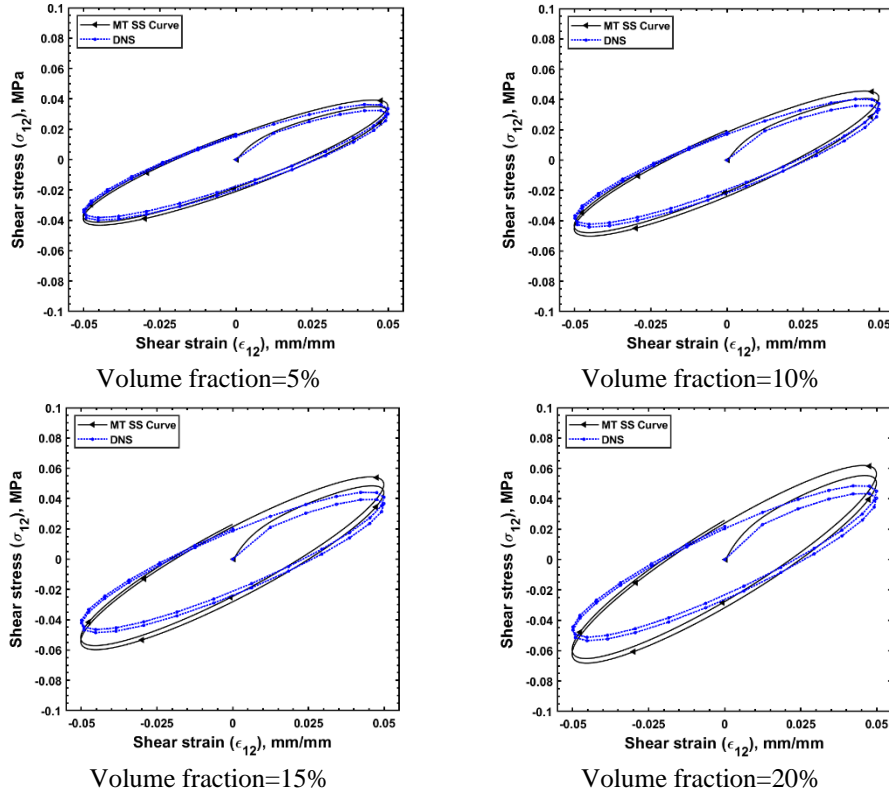 MT SS Curve
DNS
0.1
0.08
0.06
0.04
0.02
0
-0.02
-0.04
-0.06
-0.08
-0.1
Shear stress (σ12), MPa
-0.05 -0.025 0 0.025 0.05
Shear strain (ϵ12), mm/mm
Volume fraction=5%
MT SS Curve
DNS
0.1
0.08
0.06
0.04
0.02
0
-0.02
-0.04
-0.06
-0.08
-0.1
Shear stress (σ12), MPa
-0.05 -0.025 0 0.025 0.05
Shear strain (ϵ12), mm/mm
Volume fraction=10%
MT SS Curve
DNS
0.1
0.08
0.06
0.04
0.02
0
-0.02
-0.04
-0.06
-0.08
-0.1
Shear stress (σ12), MPa
-0.05 -0.025 0 0.025 0.05
Shear strain (ϵ12), mm/mm
Volume fraction=15%
MT SS Curve
DNS
0.1
0.08
0.06
0.04
0.02
0
-0.02
-0.04
-0.06
-0.08
-0.1
Shear stress (σ12), MPa
-0.05 -0.025 0 0.025 0.05
Shear strain (ϵ12), mm/mm
Volume fraction=20%